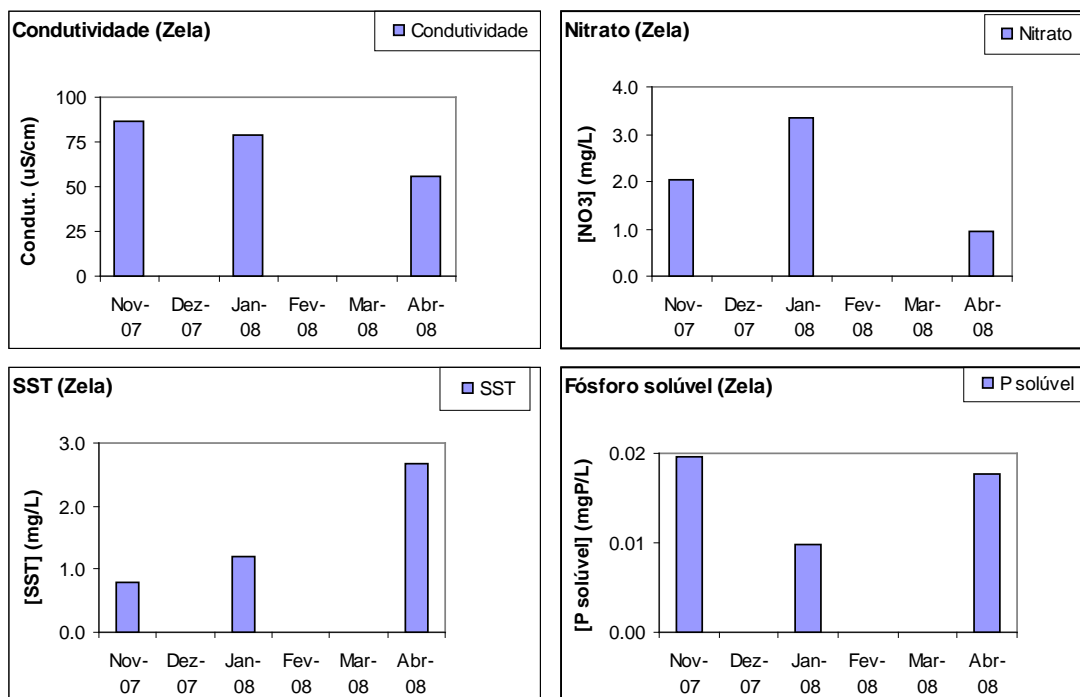 Condutividade (Zela)
Condutividade
100
75
50
25
0
Condut. (uS/cm)
Nov- Dez- Jan- Fev- Mar- Abr-
07 07 08 08 08 08
Nitrato (Zela)
Nitrato
4.0
3.0
2.0
1.0
0.0
[NO3] (mg/L)
Nov- Dez- Jan- Fev- Mar- Abr-
07 07 08 08 08 08
SST (Zela)
SST
3.0
2.0
1.0
0.0
[SST] (mg/L)
Nov- Dez- Jan- Fev- Mar- Abr-
07 07 08 08 08 08
Fósforo solúvel (Zela)
P solúvel
0.02
0.01
0.00
[P solúvel] (mgP/L)
Nov- Dez- Jan- Fev- Mar- Abr-
07 07 08 08 08 08